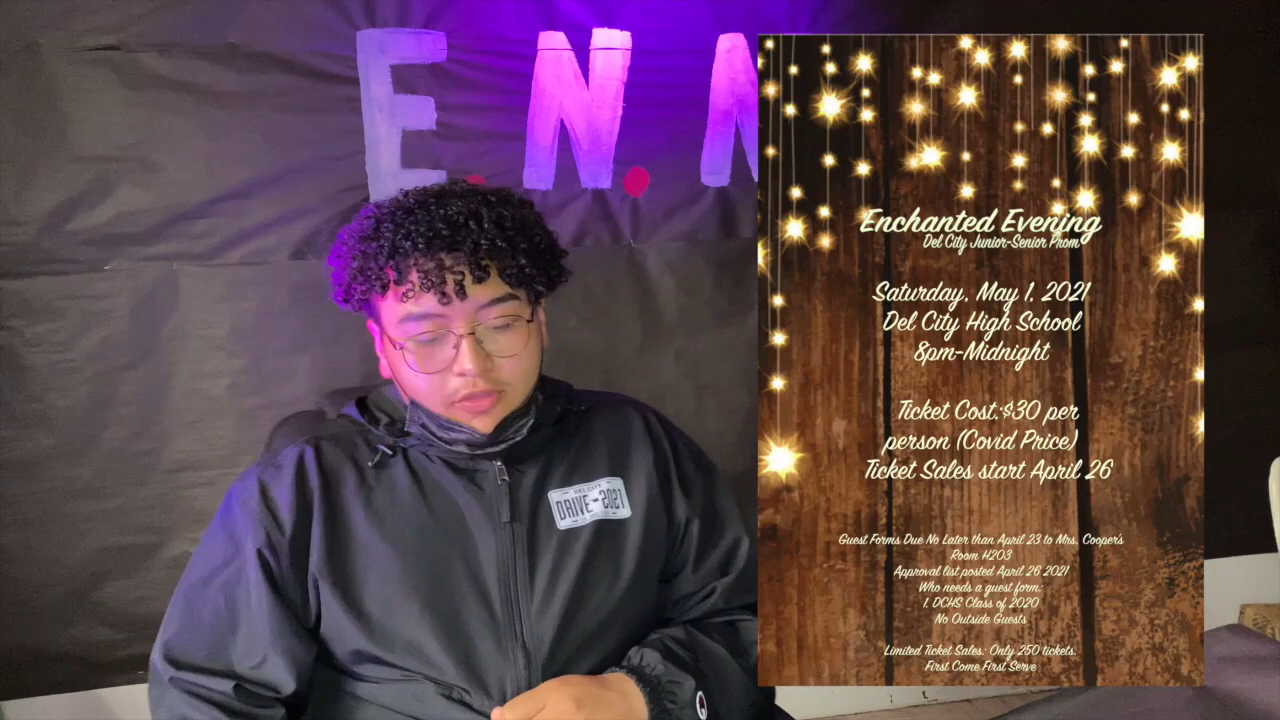 E.N.
Enchanted Evening
Del City Junior-Senior Prom
Saturday, May 1, 2021
Del City High School
8pm-Midnight
Ticket Cost:$30 per
person (Covid Price)
Ticket Sales start April 26
Guest Forms Due No Later than April 23 to Mrs. Cooper's
Room H203
Approval list posted April 26 2021
Who needs a guest form:
1. DCHS Class of 2020
No Outside Guests
Limited Ticket Sales: Only 250 tickets.
First Come First Serve
DEL CITY
DRIVE-2021